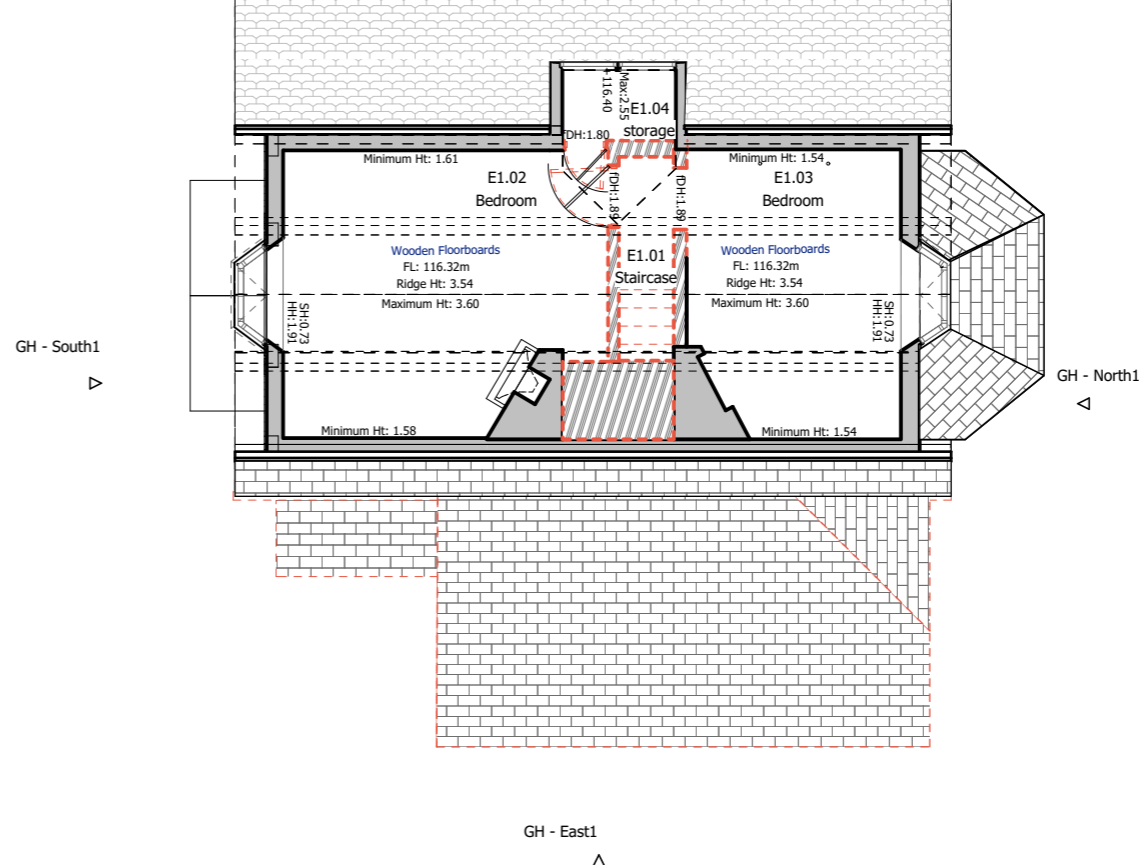 Max:2.55
+116.40
E1.04
storage
fDH:1.80
Minimum Ht: 1.61
Minimum Ht: 1.54
E1.02
Bedroom
fDH:1.89
fDH:1.89
E1.03
Bedroom
Wooden Floorboards
FL: 116.32m
Ridge Ht: 3.54
Maximum Ht: 3.60
E1.01
Staircase
Wooden Floorboards
FL: 116.32m
Ridge Ht: 3.54
Maximum Ht: 3.60
SH:0.73
HH:1.91
SH:0.73
HH:1.91
GH - South1
GH - North1
Minimum Ht: 1.58
Minimum Ht: 1.54
GH - East1